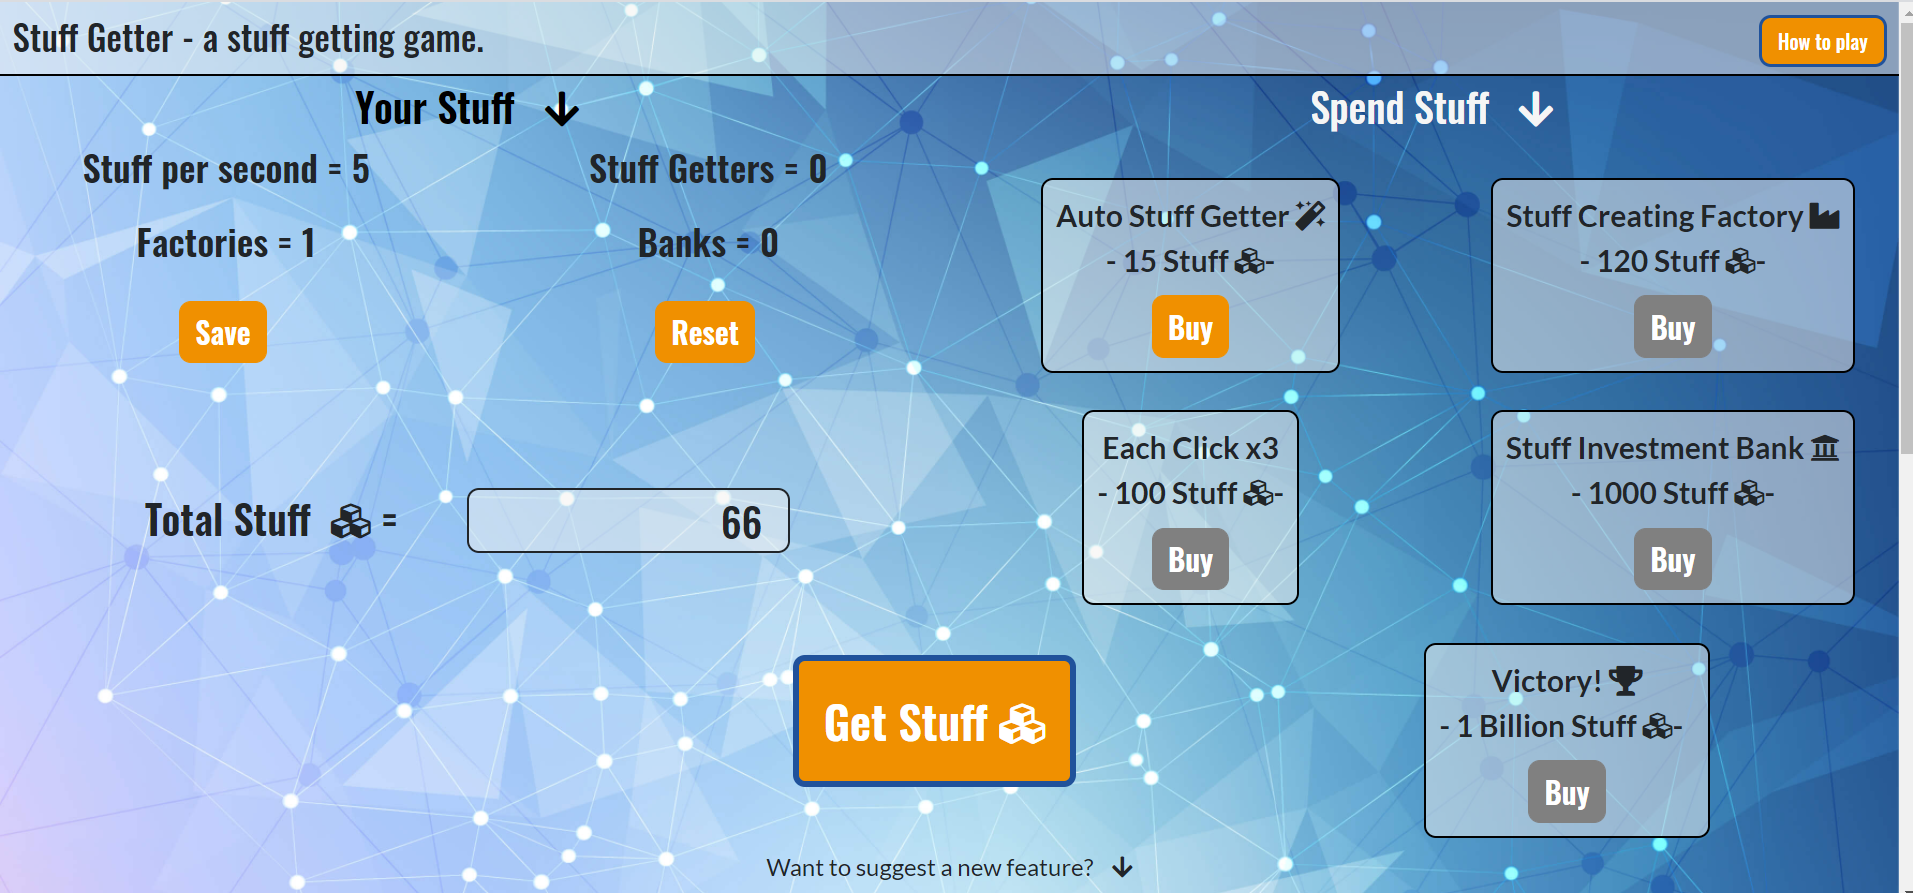 Stuff Getter - a stuff getting game.
How to play
Your Stuff
Stuff per second = 5
Stuff Getters = 0
Factories = 1
Banks = 0
Save
Reset
Total Stuff =
66
Spend Stuff
Auto Stuff Getter
- 15 Stuff -
Buy
Stuff Creating Factory
- 120 Stuff -
Buy
Each Click x3
- 100 Stuff -
Buy
Stuff Investment Bank
- 1000 Stuff -
Buy
Victory!
- 1 Billion Stuff -
Buy
Get Stuff
Want to suggest a new feature?